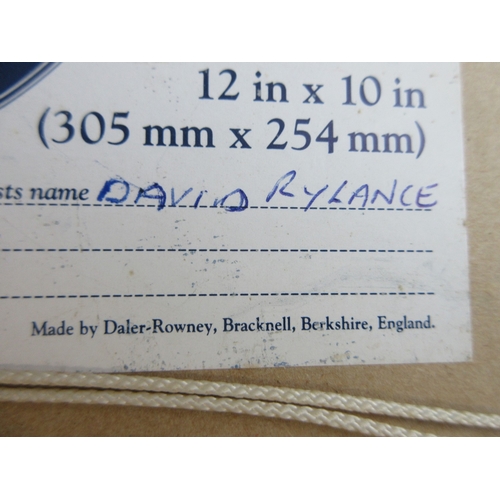 12 in x 10 in
(305 mm x 254 mm)
sts name DAVID RYLANCE
Made by Daler-Rowney, Bracknell, Berkshire, England.